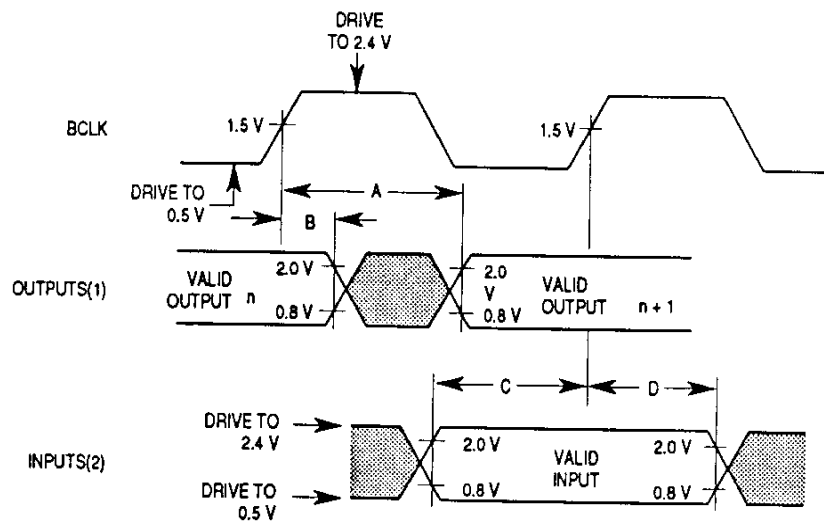 DRIVE
TO 2.4 V
BCLK
1.5 V
1.5 V
DRIVE TO
0.5 V
A
B
OUTPUTS(1)
VALID
OUTPUT n
2.0 V
0.8 V
2.0
V
0.8 V
VALID
OUTPUT n + 1
C
D
INPUTS(2)
DRIVE TO
2.4 V
DRIVE TO
0.5 V
2.0 V
0.8 V
VALID
INPUT
2.0 V
0.8 V